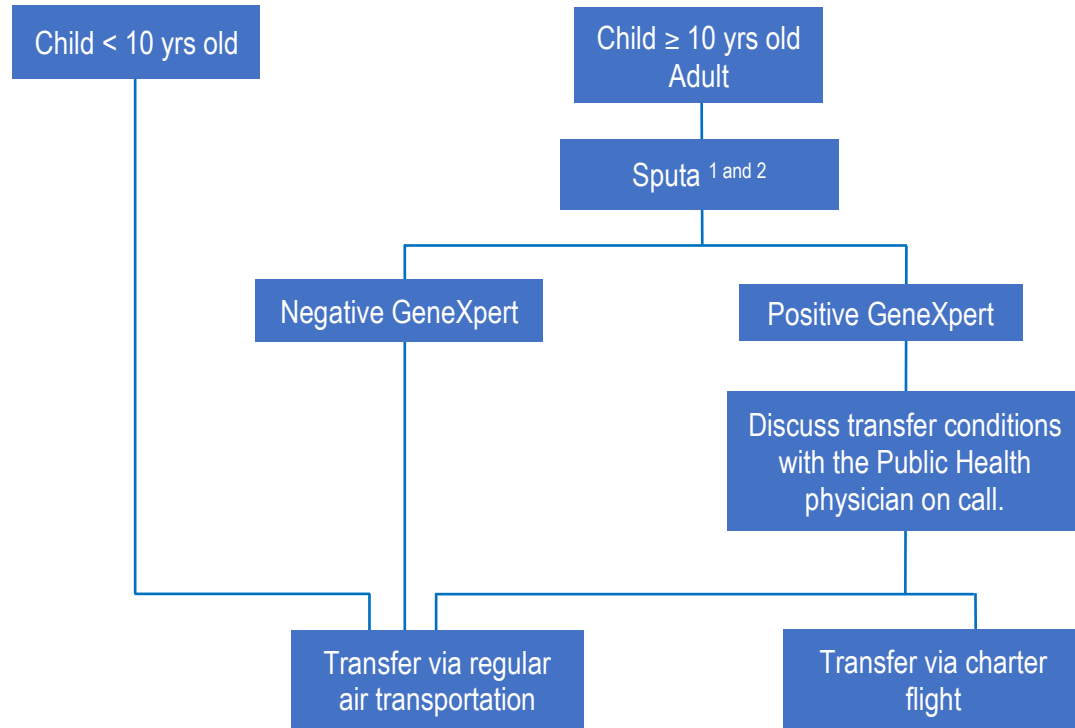 Child < 10 yrs old
Child ≥ 10 yrs old
Adult
Sputa 1 and 2
Negative GeneXpert
Positive GeneXpert
Discuss transfer conditions
with the Public Health
physician on call.
Transfer via regular
air transportation
Transfer via charter
flight